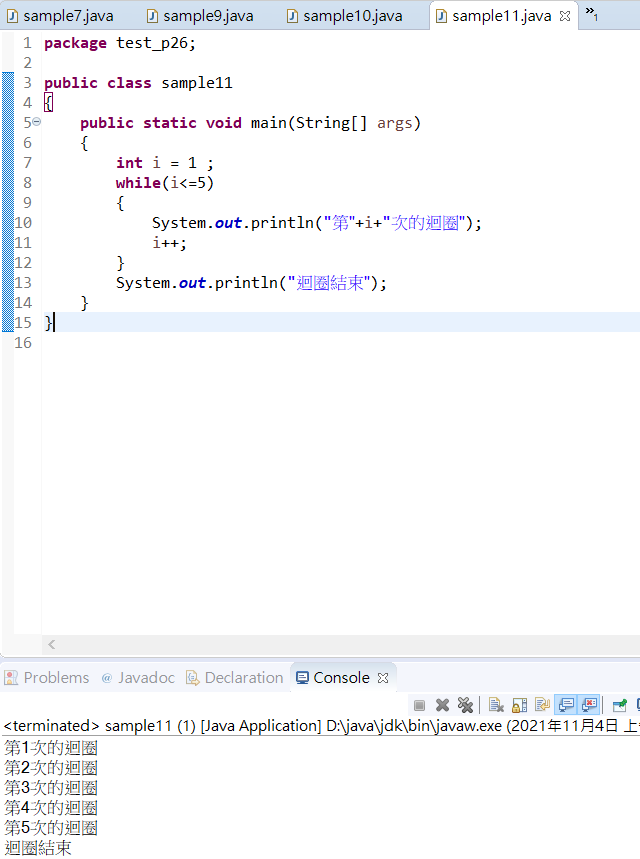 sample7.java sample9.java sample10.java sample11.java »1
1 package test_p26;
2
3 public class sample11
4 {
5 public static void main(String[] args)
6 {
7 int i = 1 ;
8 while(i<=5)
9 {
10 System.out.println("第"+i+"次的迴圈");
11 i++;
12 }
13 System.out.println("迴圈結束");
14 }
15 }
16
Problems @ Javadoc Declaration Console
<terminated> sample11 (1) [Java Application] D:\java\jdk\bin\javaw.exe (2021年11月4日 上
第1次的迴圈
第2次的迴圈
第3次的迴圈
第4次的迴圈
第5次的迴圈
迴圈結束